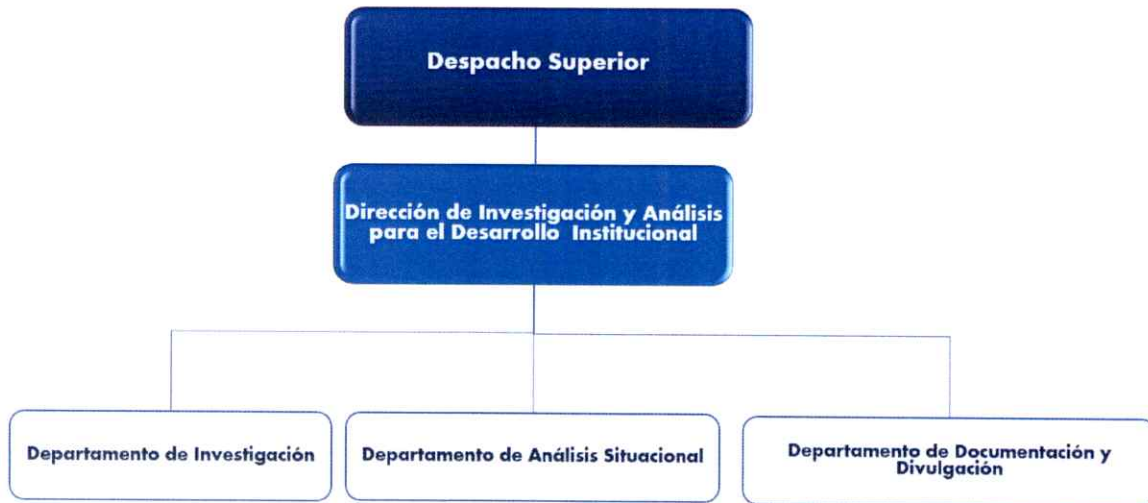 Despacho Superior
Dirección de Investigación y Análisis
para el Desarrollo Institucional
Departamento de Investigación
Departamento de Análisis Situacional
Departamento de Documentación y
Divulgación